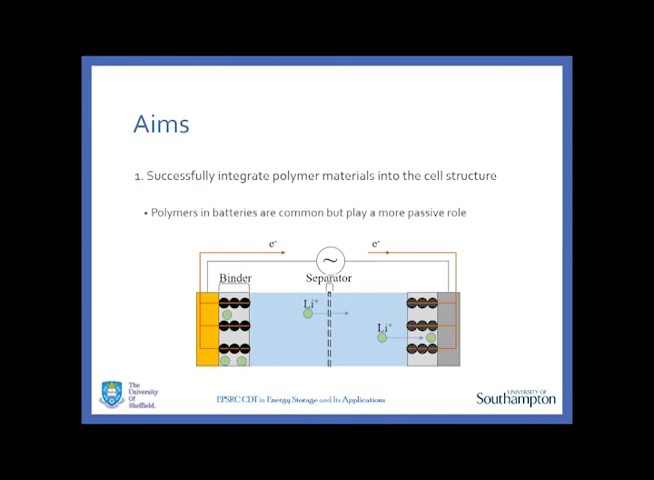 Aims
1. Successfully integrate polymer materials into the cell structure
• Polymers in batteries are common but play a more passive role
e⁻ e⁻
~
Binder Separator
Li⁺
Li⁺
The
University
Of
Sheffield.
EPSRC CDT in Energy Storage and Its Applications
UNIVERSITY OF
Southampton